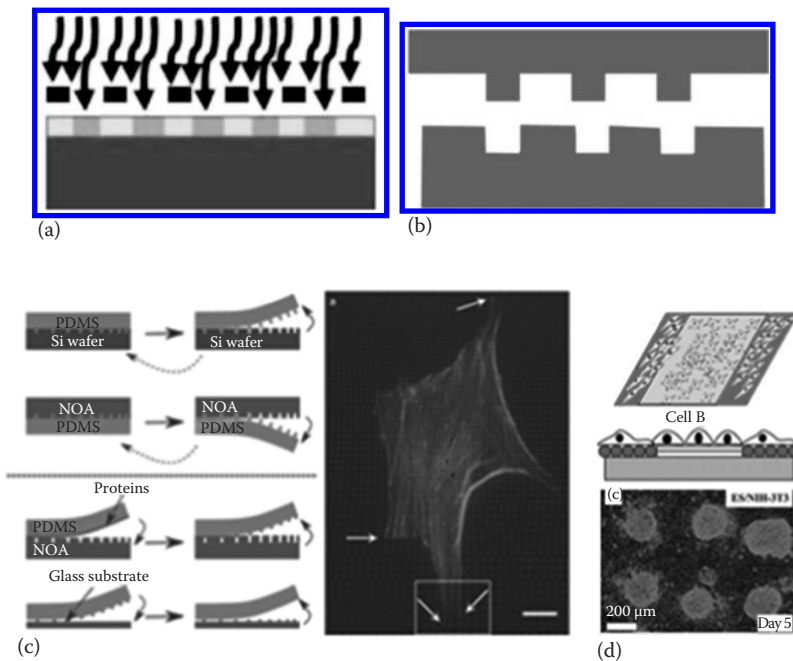 (a)
(b)
PDMS
Si wafer
Si wafer
NOA
PDMS
NOA
PDMS
Proteins
PDMS
NOA
Glass substrate
(c)
a
Cell B
(c)
ES/NIH-3T3
200 μm
Day 5
(d)